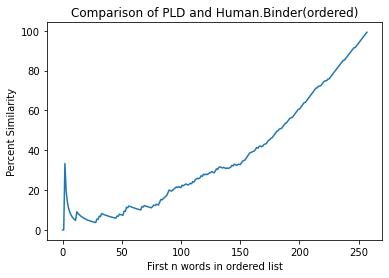 Comparison of PLD and Human.Binder(ordered)
Percent Similarity
100
80
60
40
20
0
0 50 100 150 200 250
First n words in ordered list